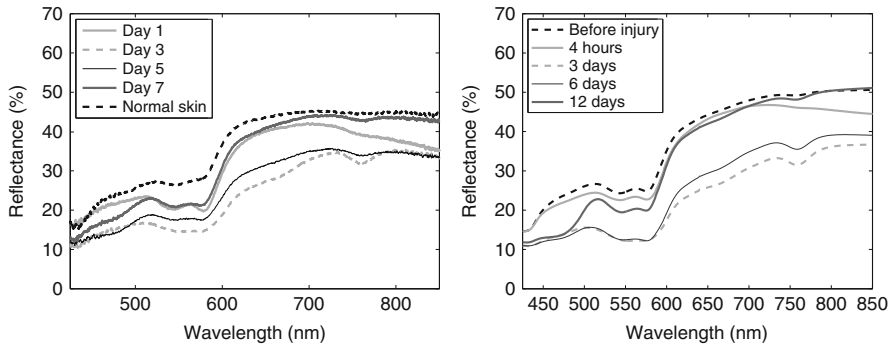 70
60
50
40
30
20
10
0
Reflectance (%)
Day 1
Day 3
Day 5
Day 7
Normal skin
500
600
700
800
Wavelength (nm)
70
60
50
40
30
20
10
0
Reflectance (%)
Before injury
4 hours
3 days
6 days
12 days
450
500
550
600
650
700
750
800
850
Wavelength (nm)